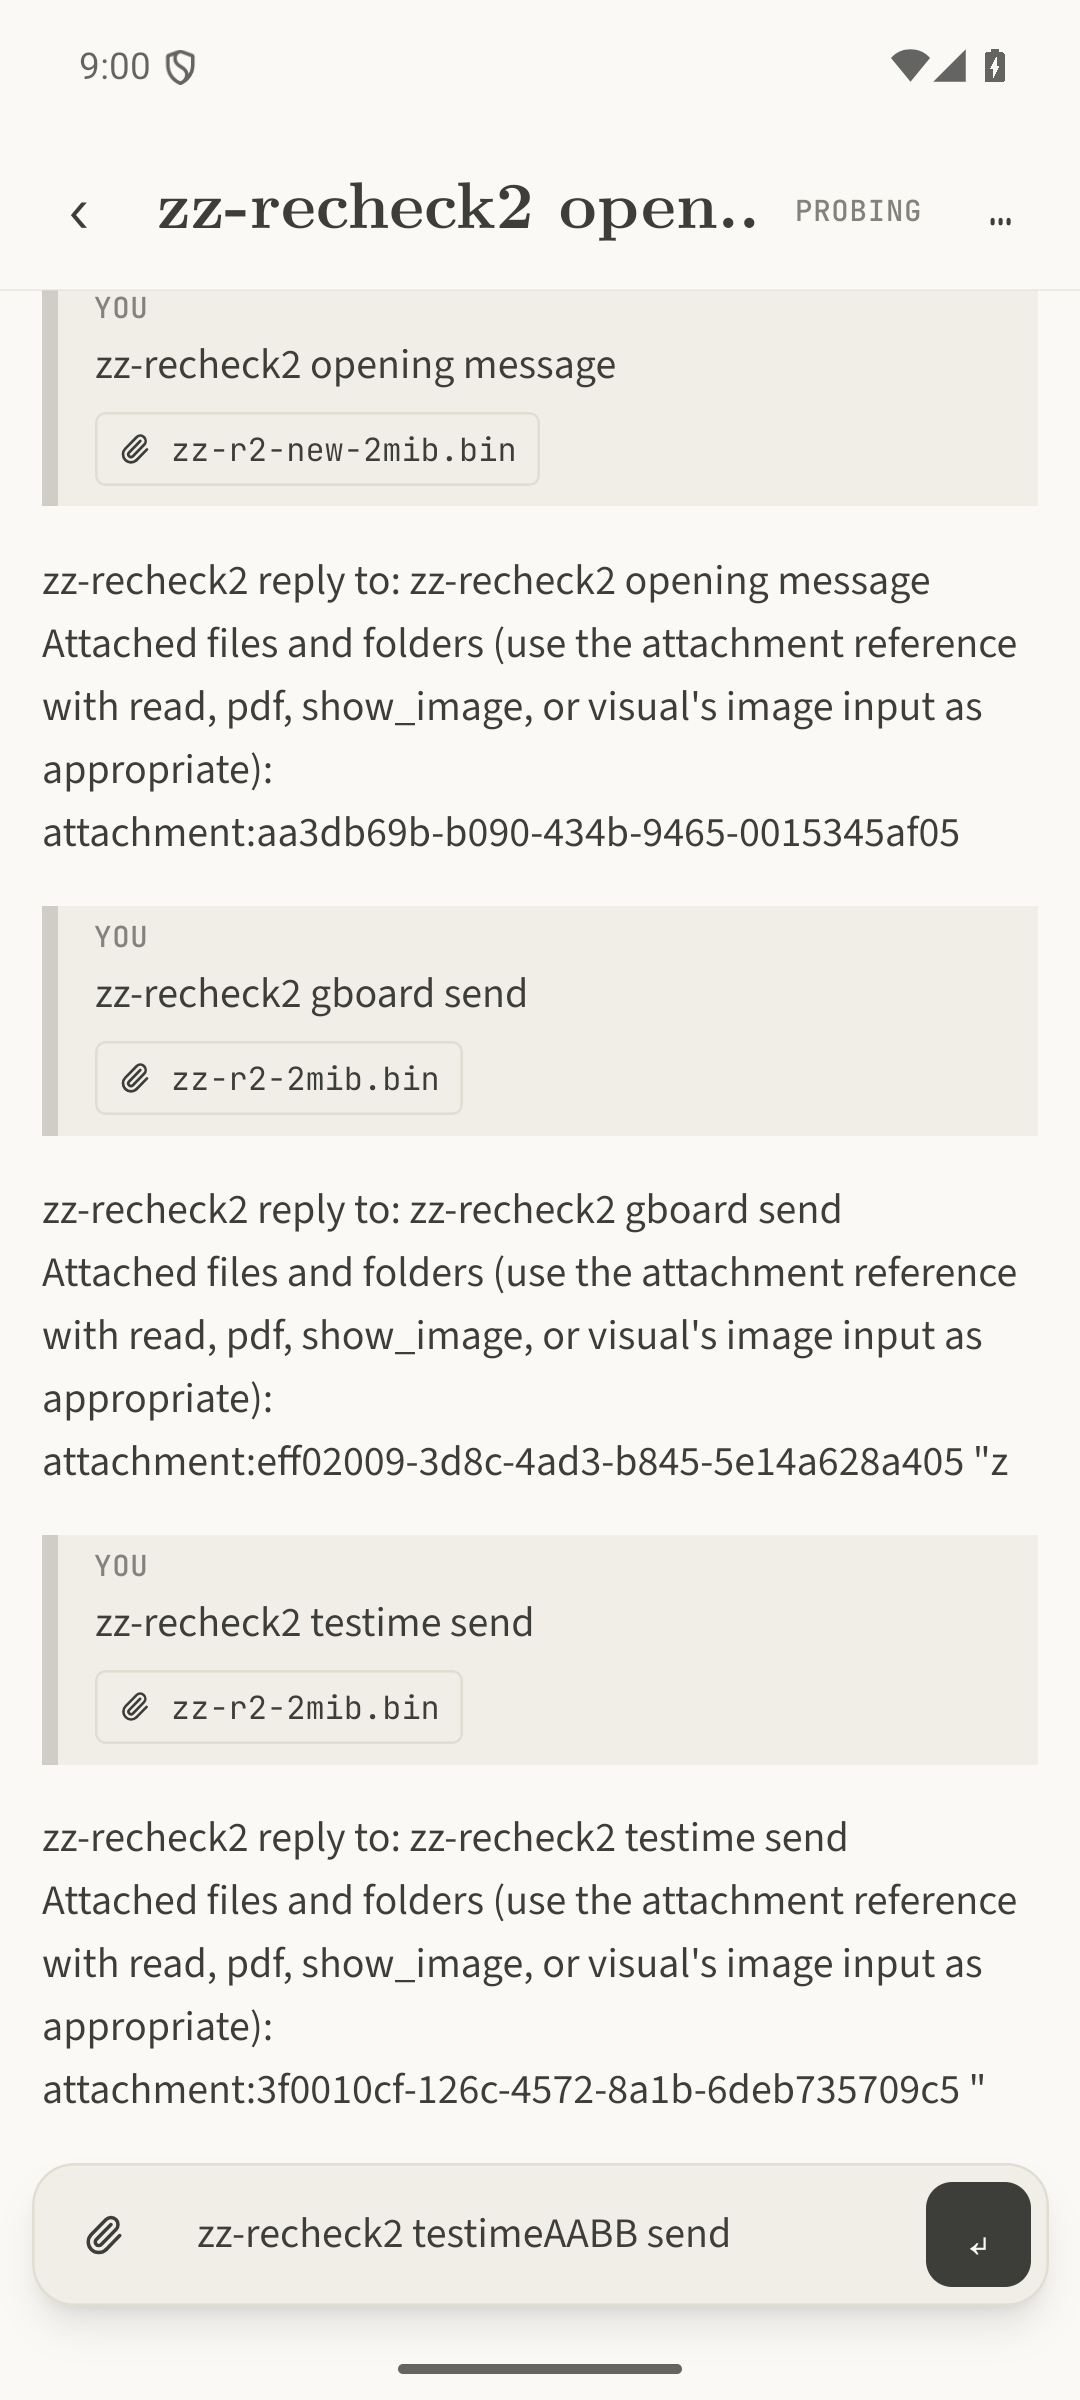 9:00
‹ zz-recheck2 open.. PROBING …
YOU
zz-recheck2 opening message
zz-r2-new-2mib.bin
zz-recheck2 reply to: zz-recheck2 opening message
Attached files and folders (use the attachment reference
with read, pdf, show_image, or visual's image input as
appropriate):
attachment:aa3db69b-b090-434b-9465-0015345af05
YOU
zz-recheck2 gboard send
zz-r2-2mib.bin
zz-recheck2 reply to: zz-recheck2 gboard send
Attached files and folders (use the attachment reference
with read, pdf, show_image, or visual's image input as
appropriate):
attachment:eff02009-3d8c-4ad3-b845-5e14a628a405 "z
YOU
zz-recheck2 testime send
zz-r2-2mib.bin
zz-recheck2 reply to: zz-recheck2 testime send
Attached files and folders (use the attachment reference
with read, pdf, show_image, or visual's image input as
appropriate):
attachment:3f0010cf-126c-4572-8a1b-6deb735709c5 "
zz-recheck2 testimeAABB send